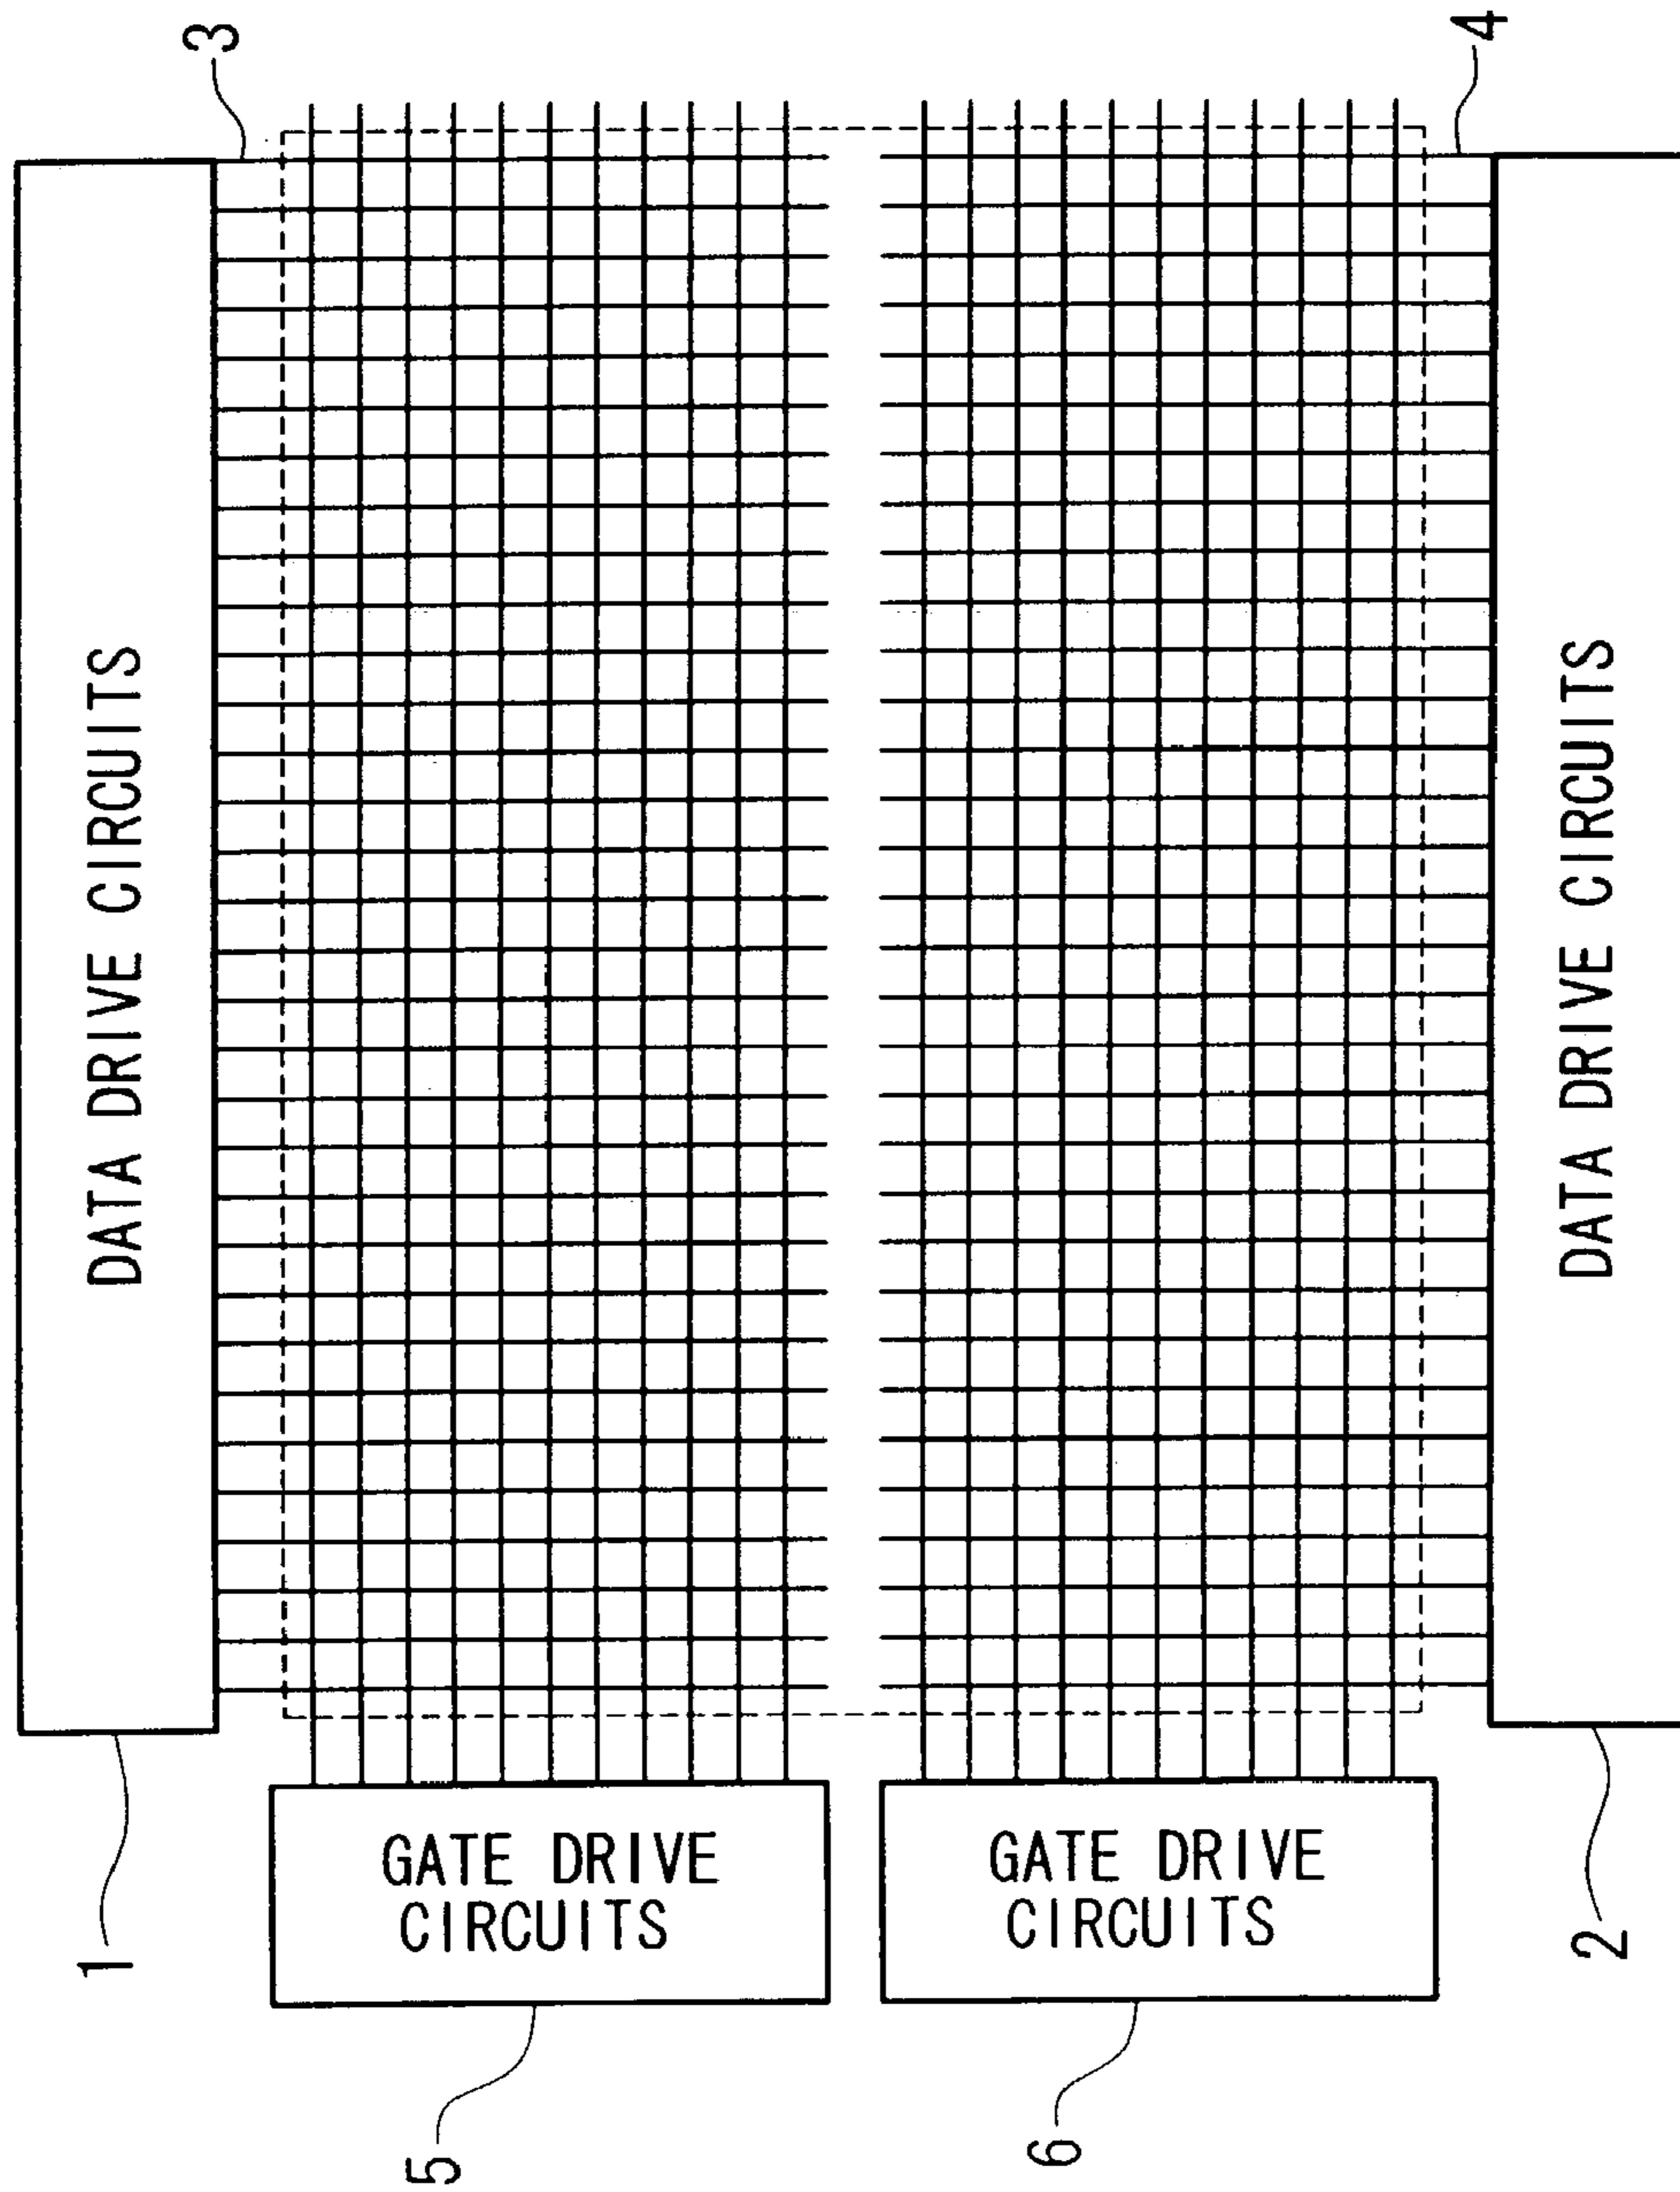 3
4
DATA DRIVE CIRCUITS
DATA DRIVE CIRCUITS
GATE DRIVE
CIRCUITS
GATE DRIVE
CIRCUITS
1
2
5
6